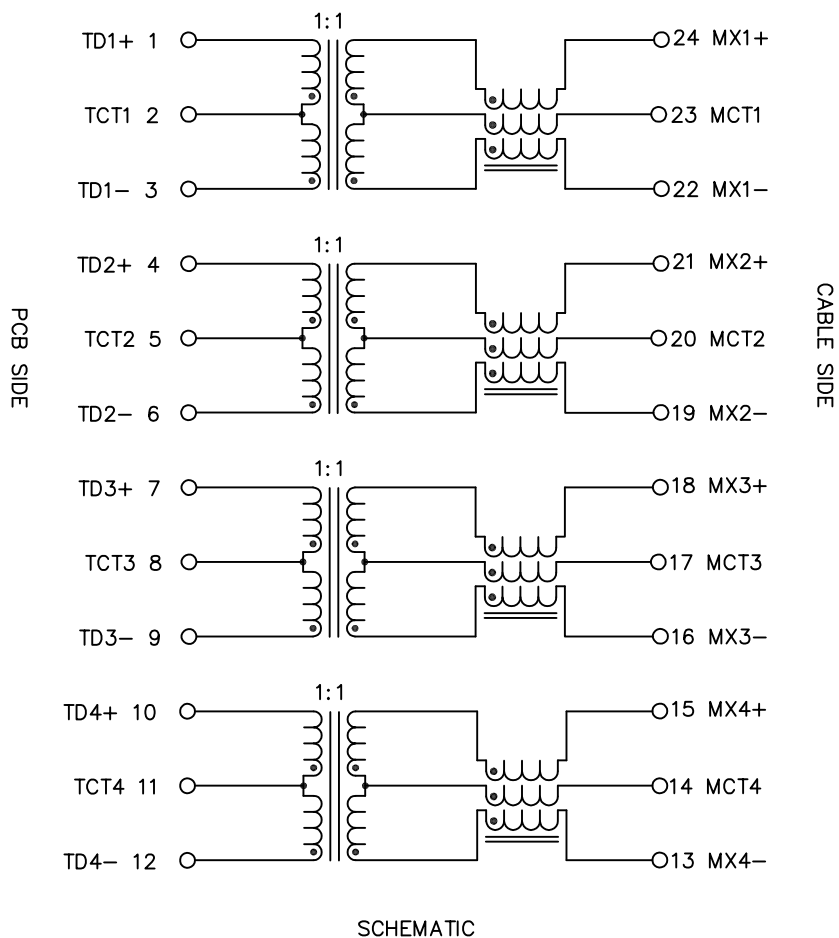 1:1
TD1+ 1
24 MX1+
TCT1 2
23 MCT1
TD1- 3
22 MX1-
1:1
TD2+ 4
21 MX2+
TCT2 5
20 MCT2
TD2- 6
19 MX2-
PCB SIDE
CABLE SIDE
1:1
TD3+ 7
18 MX3+
TCT3 8
17 MCT3
TD3- 9
16 MX3-
1:1
TD4+ 10
15 MX4+
TCT4 11
14 MCT4
TD4- 12
13 MX4-
SCHEMATIC